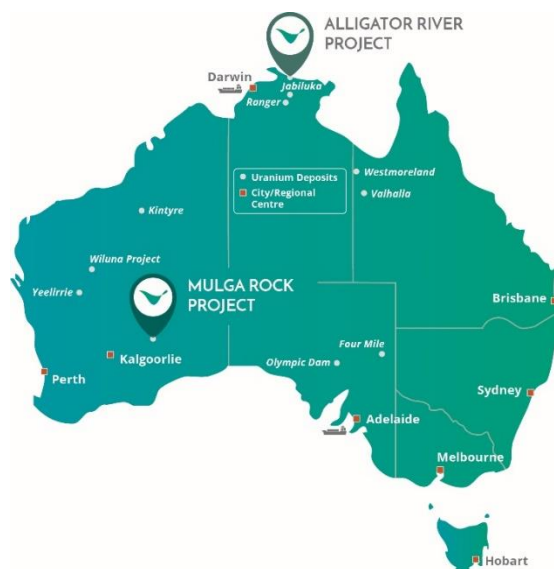 ALLIGATOR RIVER
PROJECT
Darwin
Jabiluka
Ranger
Uranium Deposits
City/Regional
Centre
Westmoreland
Valhalla
Kintyre
Wiluna Project
Yeelirrie
MULGA ROCK
PROJECT
Brisbane
Kalgoorlie
Four Mile
Olympic Dam
Perth
Sydney
Adelaide
Melbourne
Hobart